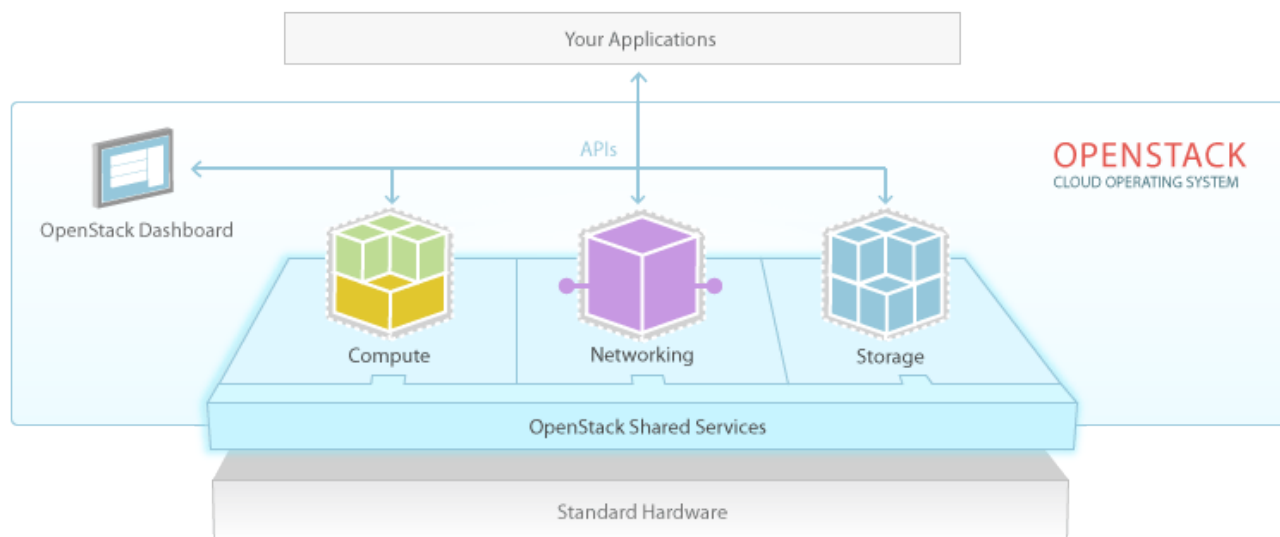 Your Applications
APIs
OPENSTACK
CLOUD OPERATING SYSTEM
OpenStack Dashboard
Compute
Networking
Storage
OpenStack Shared Services
Standard Hardware